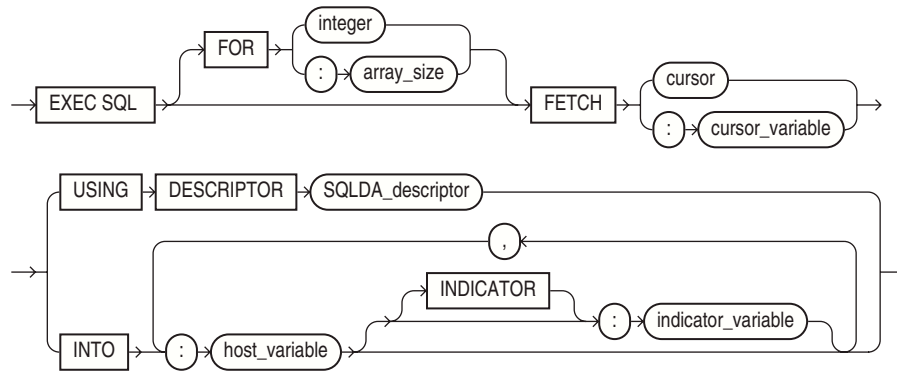 integer
FOR
: array_size
EXEC SQL
FETCH
cursor
: cursor_variable
USING DESCRIPTOR SQLDA_descriptor
,
INDICATOR
: indicator_variable
INTO : host_variable